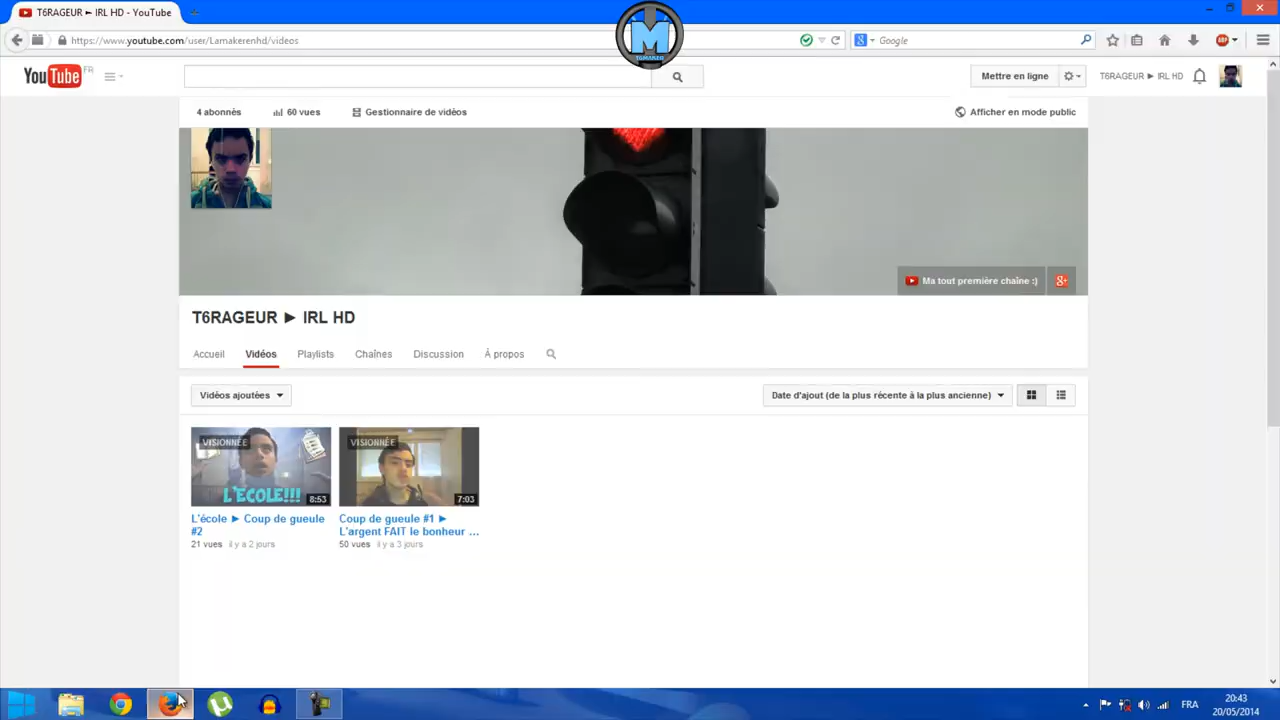 T6RAGEUR ► IRL HD - YouTube
https://www.youtube.com/user/Lamakerenhd/videos
Google
M
T6MAKER
YouTube FR
Mettre en ligne
T6RAGEUR ► IRL HD
4 abonnés
60 vues
Gestionnaire de vidéos
Afficher en mode public
Ma tout première chaîne :)
T6RAGEUR ► IRL HD
Accueil
Vidéos
Playlists
Chaînes
Discussion
À propos
Vidéos ajoutées
Date d'ajout (de la plus récente à la plus ancienne)
VISIONNÉE
L'ECOLE!!!
8:53
VISIONNÉE
7:03
L'école ► Coup de gueule
#2
21 vues il y a 2 jours
Coup de gueule #1 ►
L'argent FAIT le bonheur ...
50 vues il y a 3 jours
FRA
20:43
20/05/2014